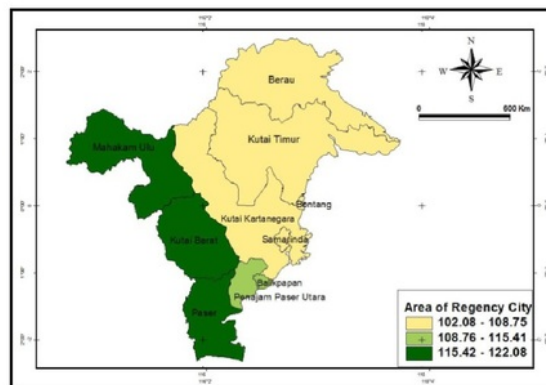 N
W E
S
0 600 Km
Berau
Mahakam Ulu
Kutai Timur
Bontang
Kutai Kartanegara
Samarinda
Kutai Barat
Balikpapan
Penajam Paser Utara
Paser
Area of Regency City
102.08 - 108.75
108.76 - 115.41
115.42 - 122.08